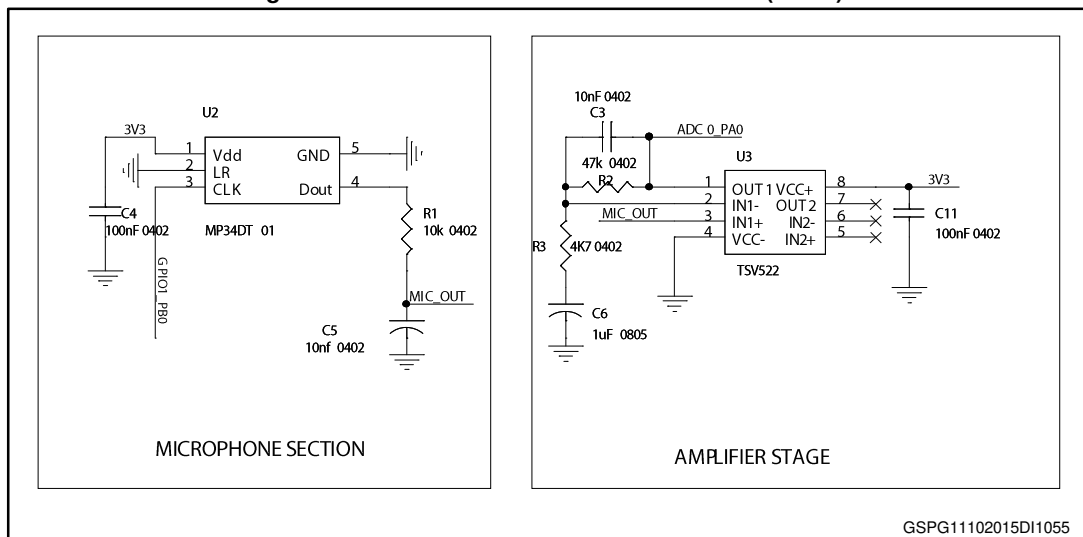 U2
3V3
1 Vdd GND 5
2 LR
3 CLK Dout 4
C4
100nF 0402
MP34DT 01
GPIO1_PB0
R1
10k 0402
MIC_OUT
C5
10nf 0402
MICROPHONE SECTION
10nF 0402
C3
ADC 0_PA0
47k 0402
R2
U3
1 OUT 1 VCC+ 8
3V3
2 IN1- OUT 2 7
MIC_OUT
3 IN1+ IN2- 6
4 VCC- IN2+ 5
C11
100nF 0402
R3
4K7 0402
TSV522
C6
1uF 0805
AMPLIFIER STAGE
GSPG11102015DI1055